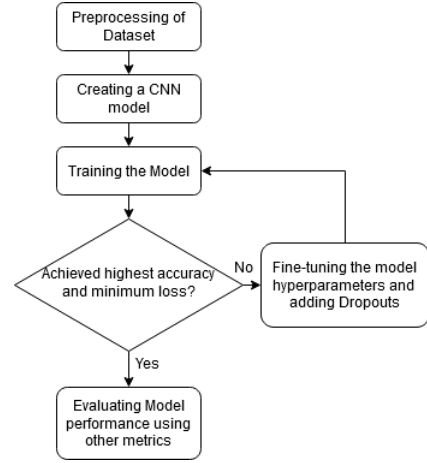 Preprocessing of
Dataset
Creating a CNN
model
Training the Model
Achieved highest accuracy
and minimum loss?
No
Fine-tuning the model
hyperparameters and
adding Dropouts
Yes
Evaluating Model
performance using
other metrics